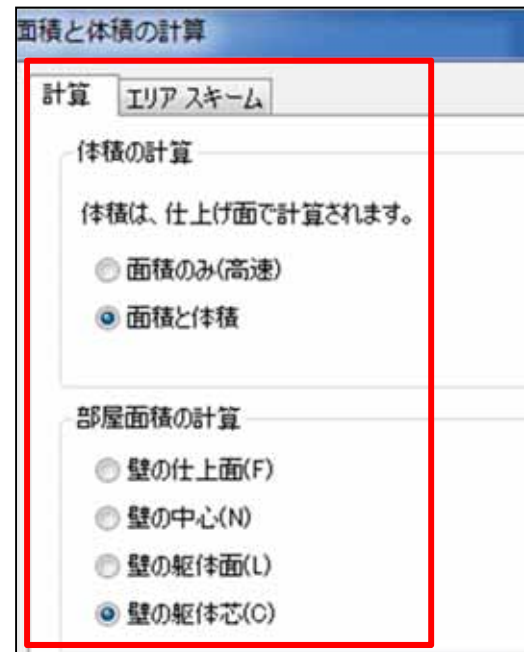 面積と体積の計算
計算 エリア スキーム
体積の計算
体積は、仕上げ面で計算されます。
面積のみ(高速)
面積と体積
部屋面積の計算
壁の仕上面(F)
壁の中心(N)
壁の躯体面(L)
壁の躯体芯(C)